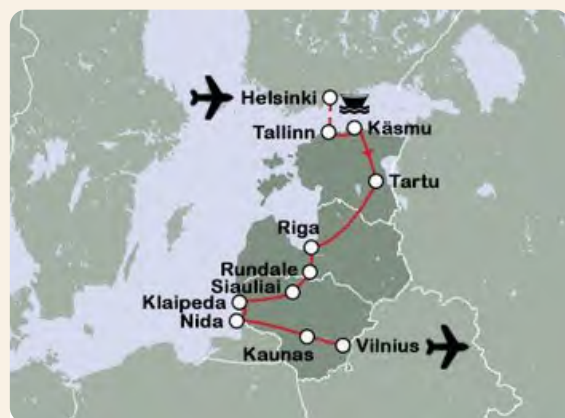 Helsinki
Tallinn
Käsmu
Tartu
Riga
Rundale
Siauliai
Klaipeda
Nida
Kaunas
Vilnius